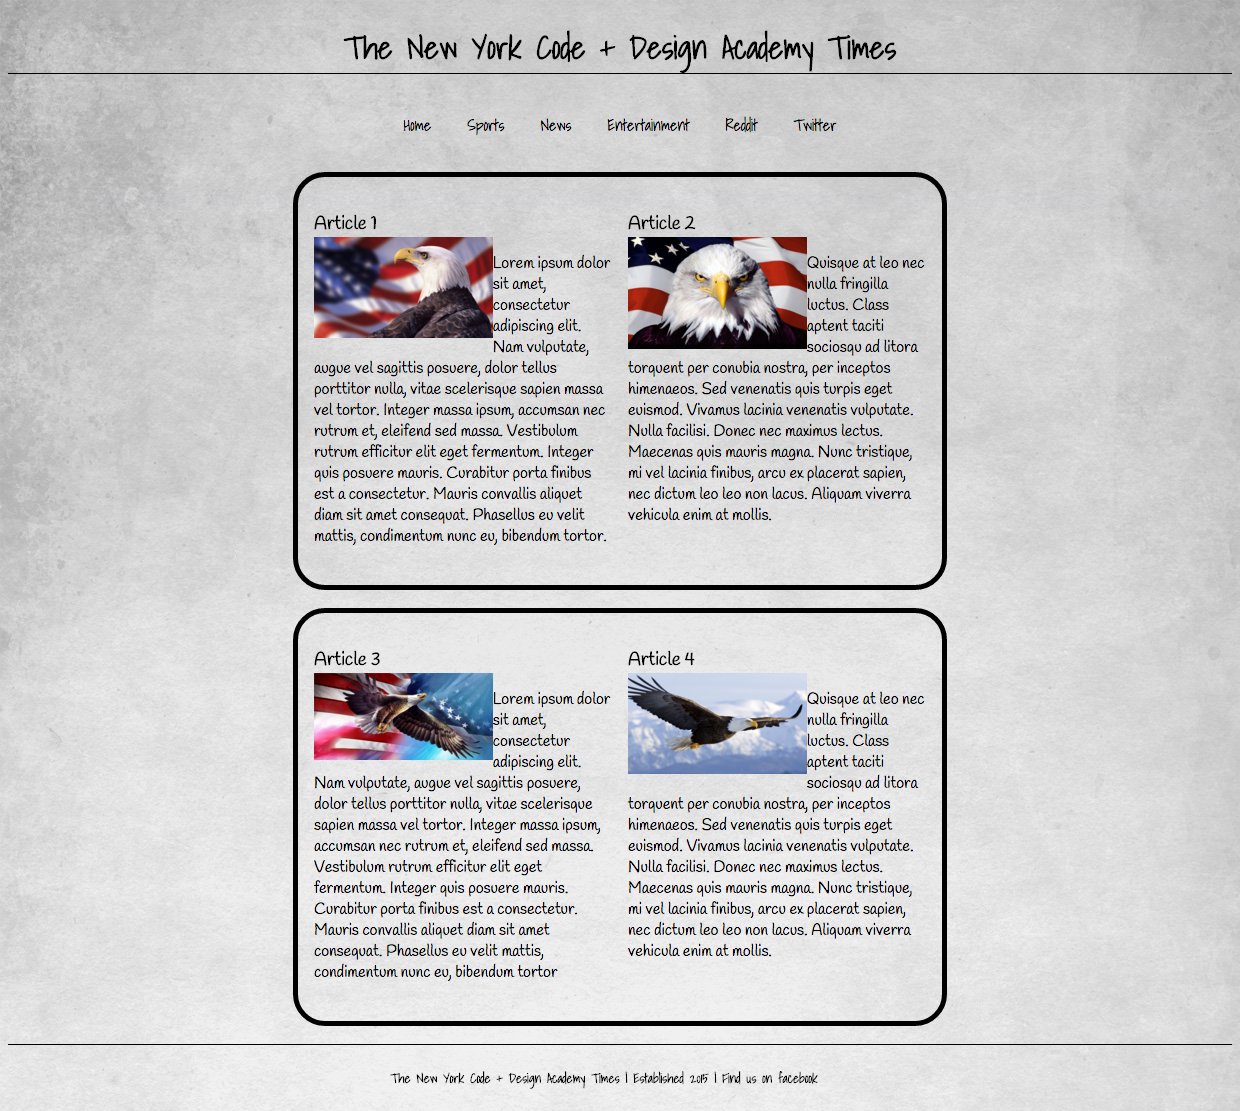 The New York Code + Design Academy Times
Home Sports News Entertainment Reddit Twitter
Article 1
Lorem ipsum dolor
sit amet,
consectetur
adipiscing elit.
Nam vulputate,
augue vel sagittis posuere, dolor tellus
porttitor nulla, vitae scelerisque sapien massa
vel tortor. Integer massa ipsum, accumsan nec
rutrum et, eleifend sed massa. Vestibulum
rutrum efficitur elit eget fermentum. Integer
quis posuere mauris. Curabitur porta finibus
est a consectetur. Mauris convallis aliquet
diam sit amet consequat. Phasellus eu velit
mattis, condimentum nunc eu, bibendum tortor.
Article 2
Quisque at leo nec
nulla fringilla
luctus. Class
aptent taciti
sociosqu ad litora
torquent per conubia nostra, per inceptos
himenaeos. Sed venenatis quis turpis eget
euismod. Vivamus lacinia venenatis vulputate.
Nulla facilisi. Donec nec maximus lectus.
Maecenas quis mauris magna. Nunc tristique,
mi vel lacinia finibus, arcu ex placerat sapien,
nec dictum leo leo non lacus. Aliquam viverra
vehicula enim at mollis.
Article 3
Lorem ipsum dolor
sit amet,
consectetur
adipiscing elit.
Nam vulputate, augue vel sagittis posuere,
dolor tellus porttitor nulla, vitae scelerisque
sapien massa vel tortor. Integer massa ipsum,
accumsan nec rutrum et, eleifend sed massa.
Vestibulum rutrum efficitur elit eget
fermentum. Integer quis posuere mauris.
Curabitur porta finibus est a consectetur.
Mauris convallis aliquet diam sit amet
consequat. Phasellus eu velit mattis,
condimentum nunc eu, bibendum tortor
Article 4
Quisque at leo nec
nulla fringilla
luctus. Class
aptent taciti
sociosqu ad litora
torquent per conubia nostra, per inceptos
himenaeos. Sed venenatis quis turpis eget
euismod. Vivamus lacinia venenatis vulputate.
Nulla facilisi. Donec nec maximus lectus.
Maecenas quis mauris magna. Nunc tristique,
mi vel lacinia finibus, arcu ex placerat sapien,
nec dictum leo leo non lacus. Aliquam viverra
vehicula enim at mollis.
The New York Code + Design Academy Times | Established 2015 | Find us on facebook